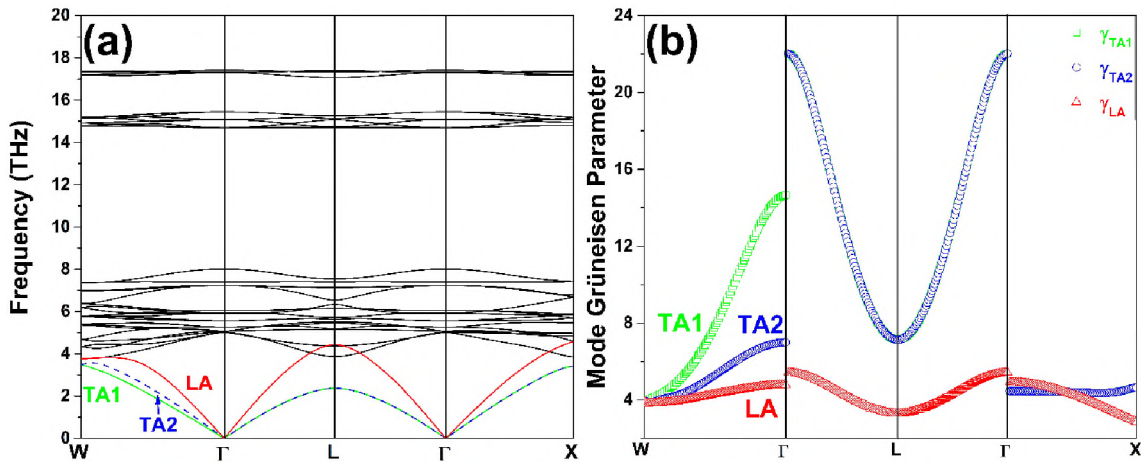 (a)
Frequency (THz)
20
18
16
14
12
10
8
6
4
2
0
TA1
TA2
LA
W Γ L Γ X
(b)
Mode Grüneisen Parameter
24
20
16
12
8
4
γTA1
γTA2
γLA
TA1
TA2
LA
W Γ L Γ X